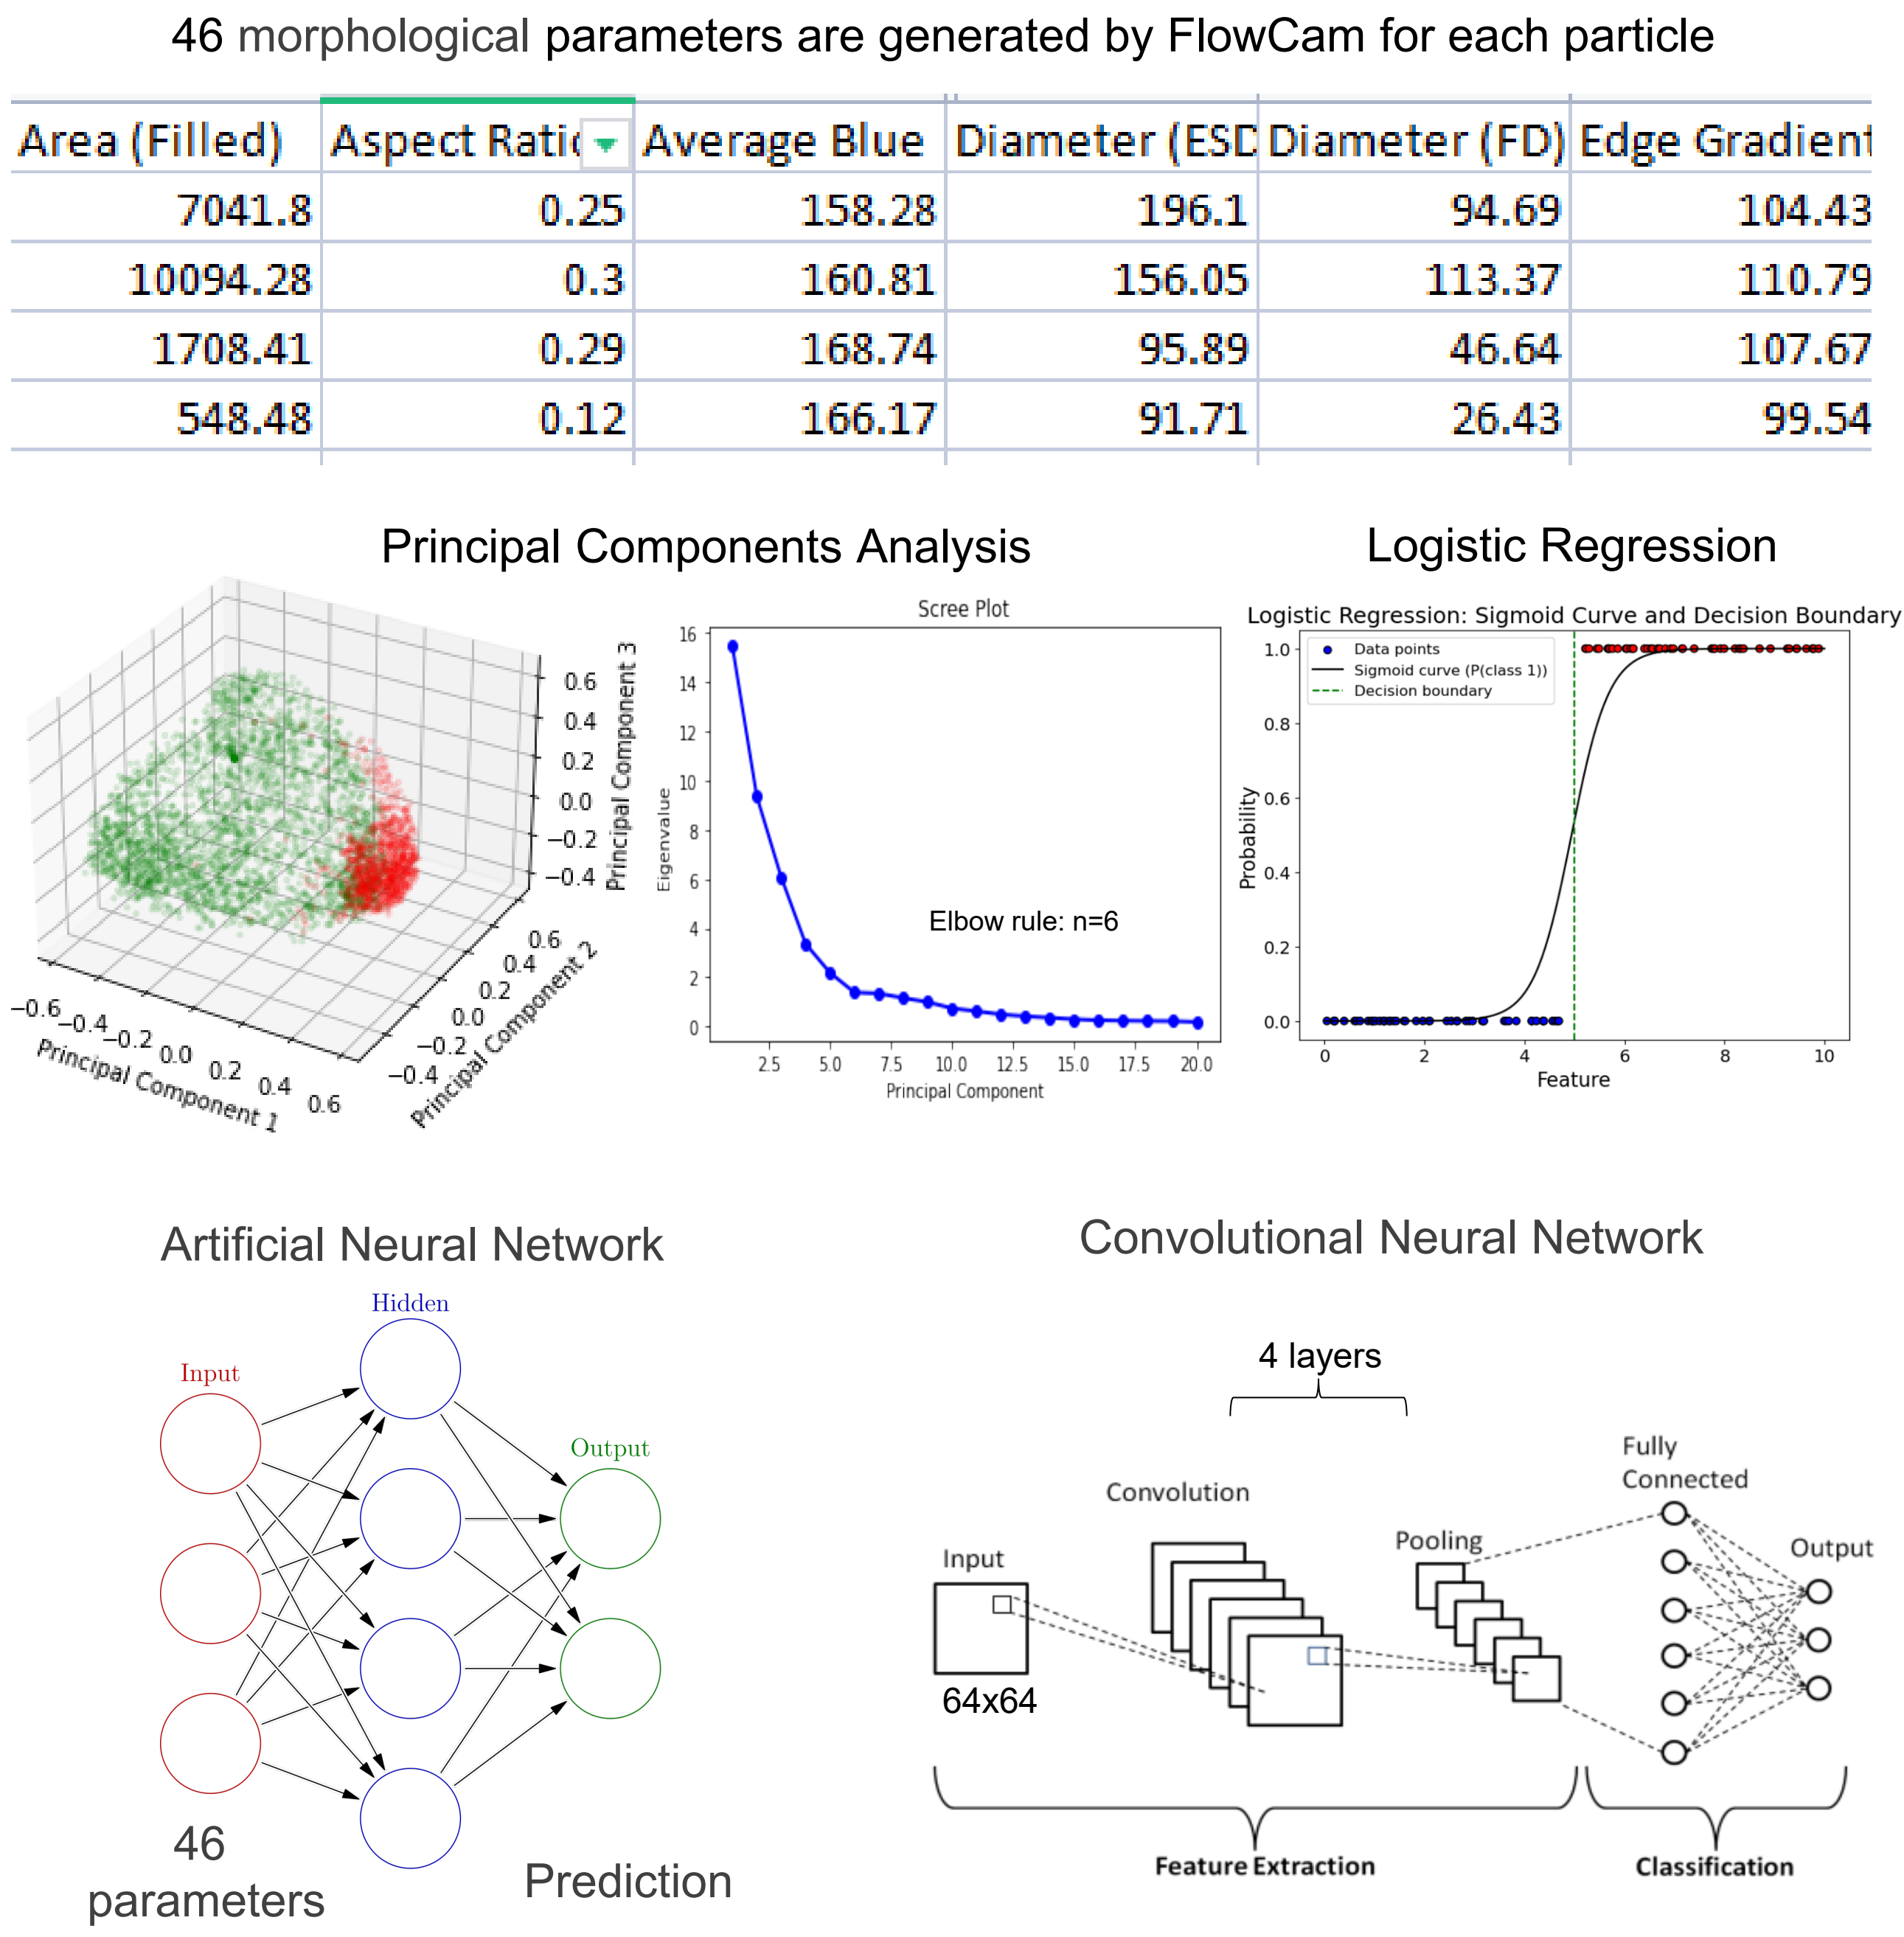 46 morphological parameters are generated by FlowCam for each particle
Area (Filled) Aspect Ratio Average Blue Diameter (ESD Diameter (FD) Edge Gradient
7041.8 0.25 158.28 196.1 94.69 104.43
10094.28 0.3 160.81 156.05 113.37 110.79
1708.41 0.29 168.74 95.89 46.64 107.67
548.48 0.12 166.17 91.71 26.43 99.54
Principal Components Analysis
0.6
0.4
0.2
0.0
−0.2
−0.4
Principal Component 3
0.6
0.4
0.2
0.0
−0.2
−0.4
Principal Component 2
−0.6
−0.4
−0.2
0.0
0.2
0.4
0.6
Principal Component 1
Scree Plot
16
14
12
10
8
6
4
2
0
Eigenvalue
Elbow rule: n=6
2.5 5.0 7.5 10.0 12.5 15.0 17.5 20.0
Principal Component
Logistic Regression
Logistic Regression: Sigmoid Curve and Decision Boundary
Data points
Sigmoid curve (P(class 1))
Decision boundary
1.0
0.8
0.6
0.4
0.2
0.0
Probability
0 2 4 6 8 10
Feature
Artificial Neural Network
Hidden
Input
Output
46
parameters
Prediction
Convolutional Neural Network
4 layers
Fully
Connected
Convolution
Pooling
Input
Output
64x64
Feature Extraction
Classification